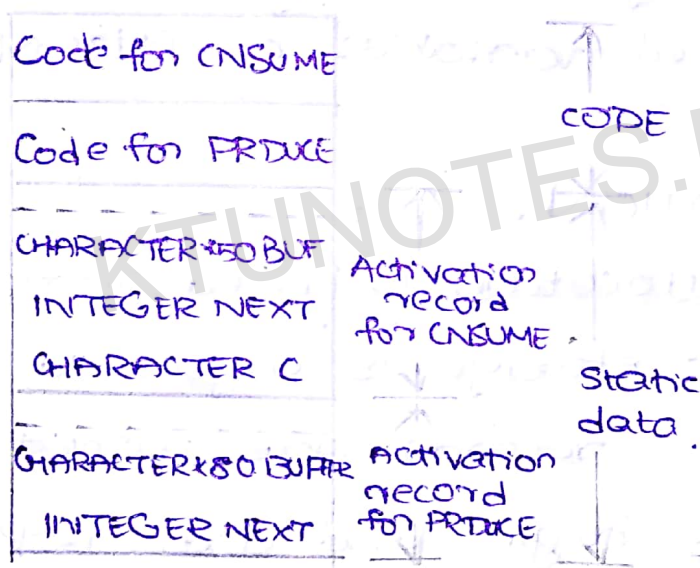 Code for CNSUME
CODE
Code for PRDUCE
KTUNOTES.
CHARACTER*50 BUF
INTEGER NEXT
CHARACTER C
Activation
record
for CNSUME.
Static
data.
CHARACTER*80 BUFFER
INTEGER NEXT
Activation
record
for PRDUCE